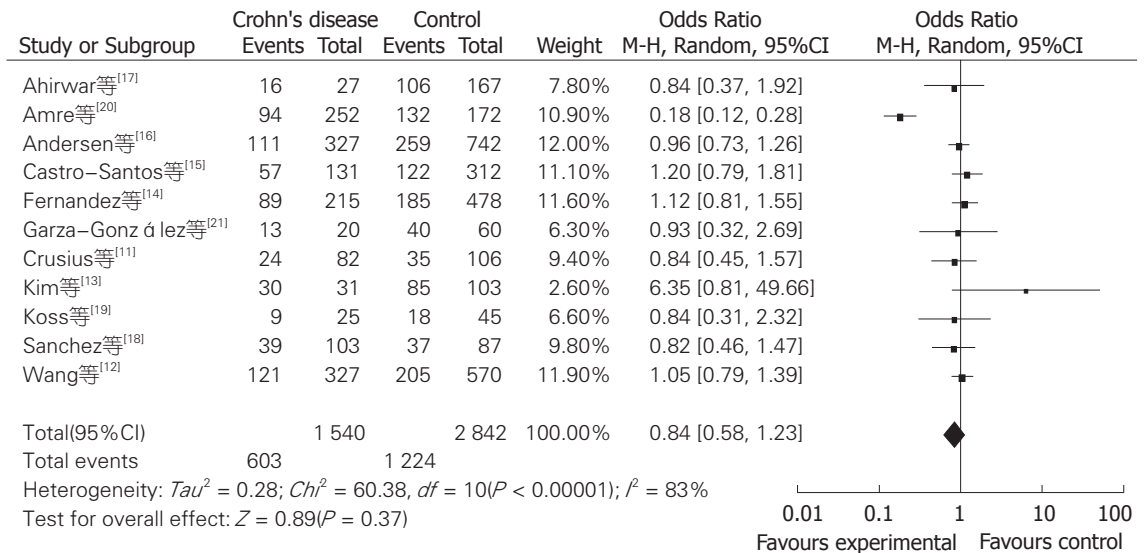 Crohn's disease Control Odds Ratio Odds Ratio
Study or Subgroup Events Total Events Total Weight M-H, Random, 95%CI M-H, Random, 95%CI
Ahirwar等[17] 16 27 106 167 7.80% 0.84 [0.37, 1.92]
Amre等[20] 94 252 132 172 10.90% 0.18 [0.12, 0.28]
Andersen等[16] 111 327 259 742 12.00% 0.96 [0.73, 1.26]
Castro-Santos等[15] 57 131 122 312 11.10% 1.20 [0.79, 1.81]
Fernandez等[14] 89 215 185 478 11.60% 1.12 [0.81, 1.55]
Garza-Gonz á lez等[21] 13 20 40 60 6.30% 0.93 [0.32, 2.69]
Crusius等[11] 24 82 35 106 9.40% 0.84 [0.45, 1.57]
Kim等[13] 30 31 85 103 2.60% 6.35 [0.81, 49.66]
Koss等[19] 9 25 18 45 6.60% 0.84 [0.31, 2.32]
Sanchez等[18] 39 103 37 87 9.80% 0.82 [0.46, 1.47]
Wang等[12] 121 327 205 570 11.90% 1.05 [0.79, 1.39]
Total(95%CI) 1 540 2 842 100.00% 0.84 [0.58, 1.23]
Total events 603 1 224
Heterogeneity: Tau² = 0.28; Chi² = 60.38, df = 10(P < 0.00001); I² = 83%
Test for overall effect: Z = 0.89(P = 0.37)
0.01 0.1 1 10 100
Favours experimental Favours control